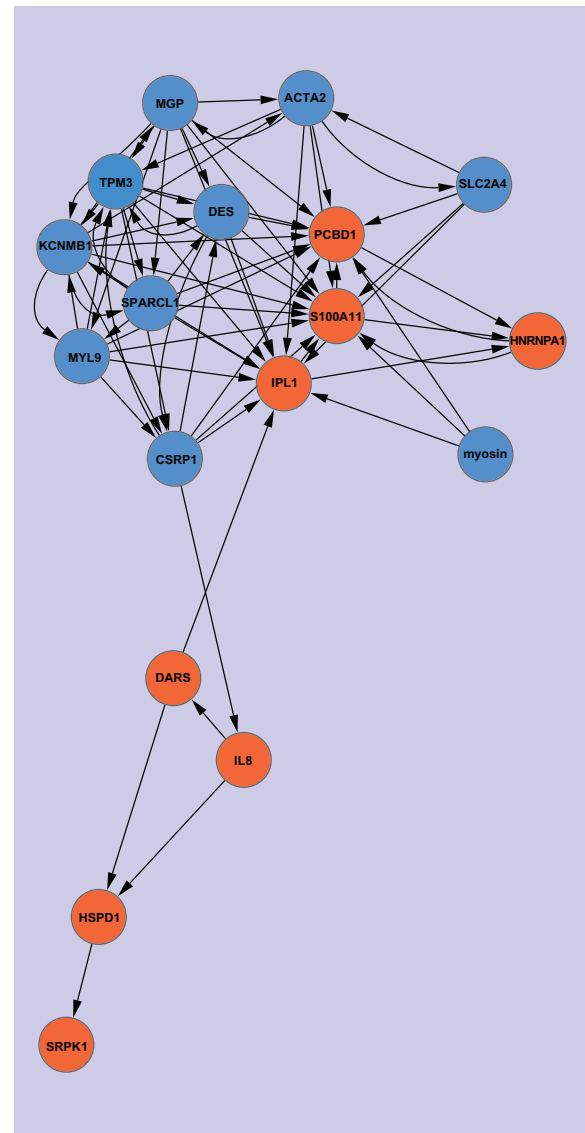 MGP
ACTA2
TPM3
SLC2A4
DES
PCBD1
KCNMB1
SPARCL1
S100A11
HNRNPA1
MYL9
IPL1
CSRP1
myosin
DARS
IL8
HSPD1
SRPK1